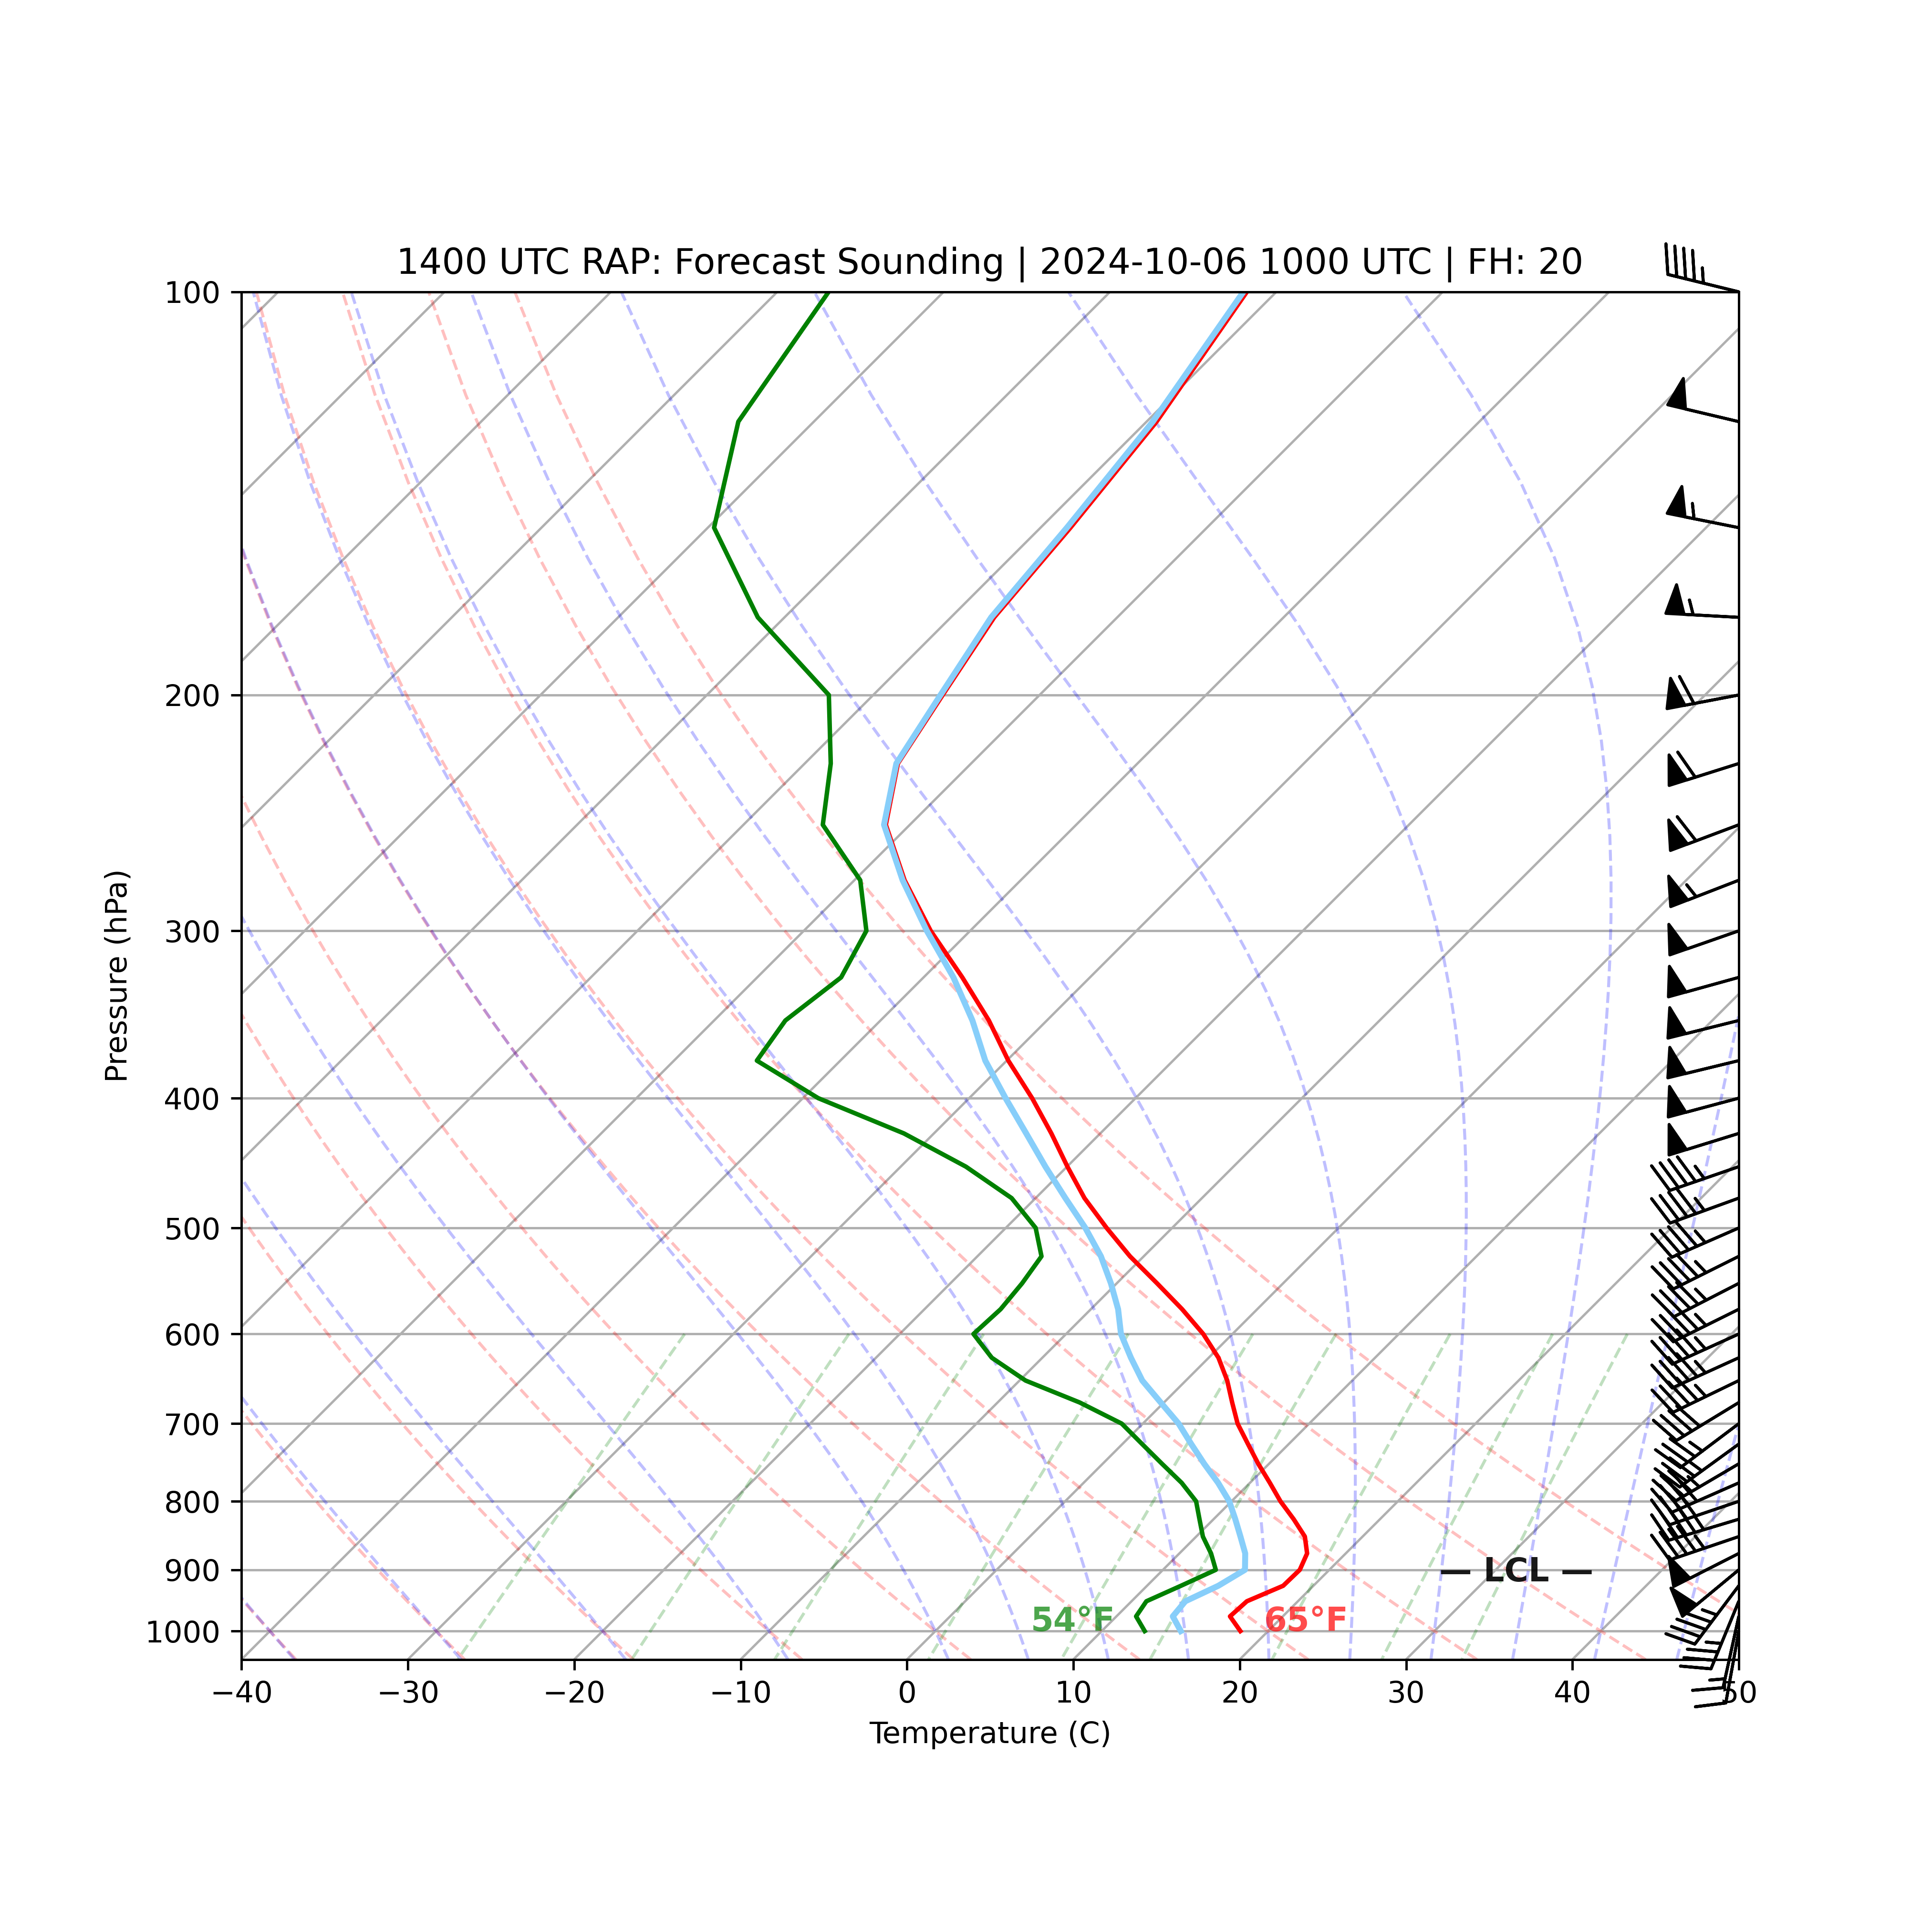 1400 UTC RAP: Forecast Sounding | 2024-10-06 1000 UTC | FH: 20
100
200
300
400
500
600
700
800
900
1000
Pressure (hPa)
— LCL —
54°F
65°F
−40 −30 −20 −10 0 10 20 30 40 50
Temperature (C)